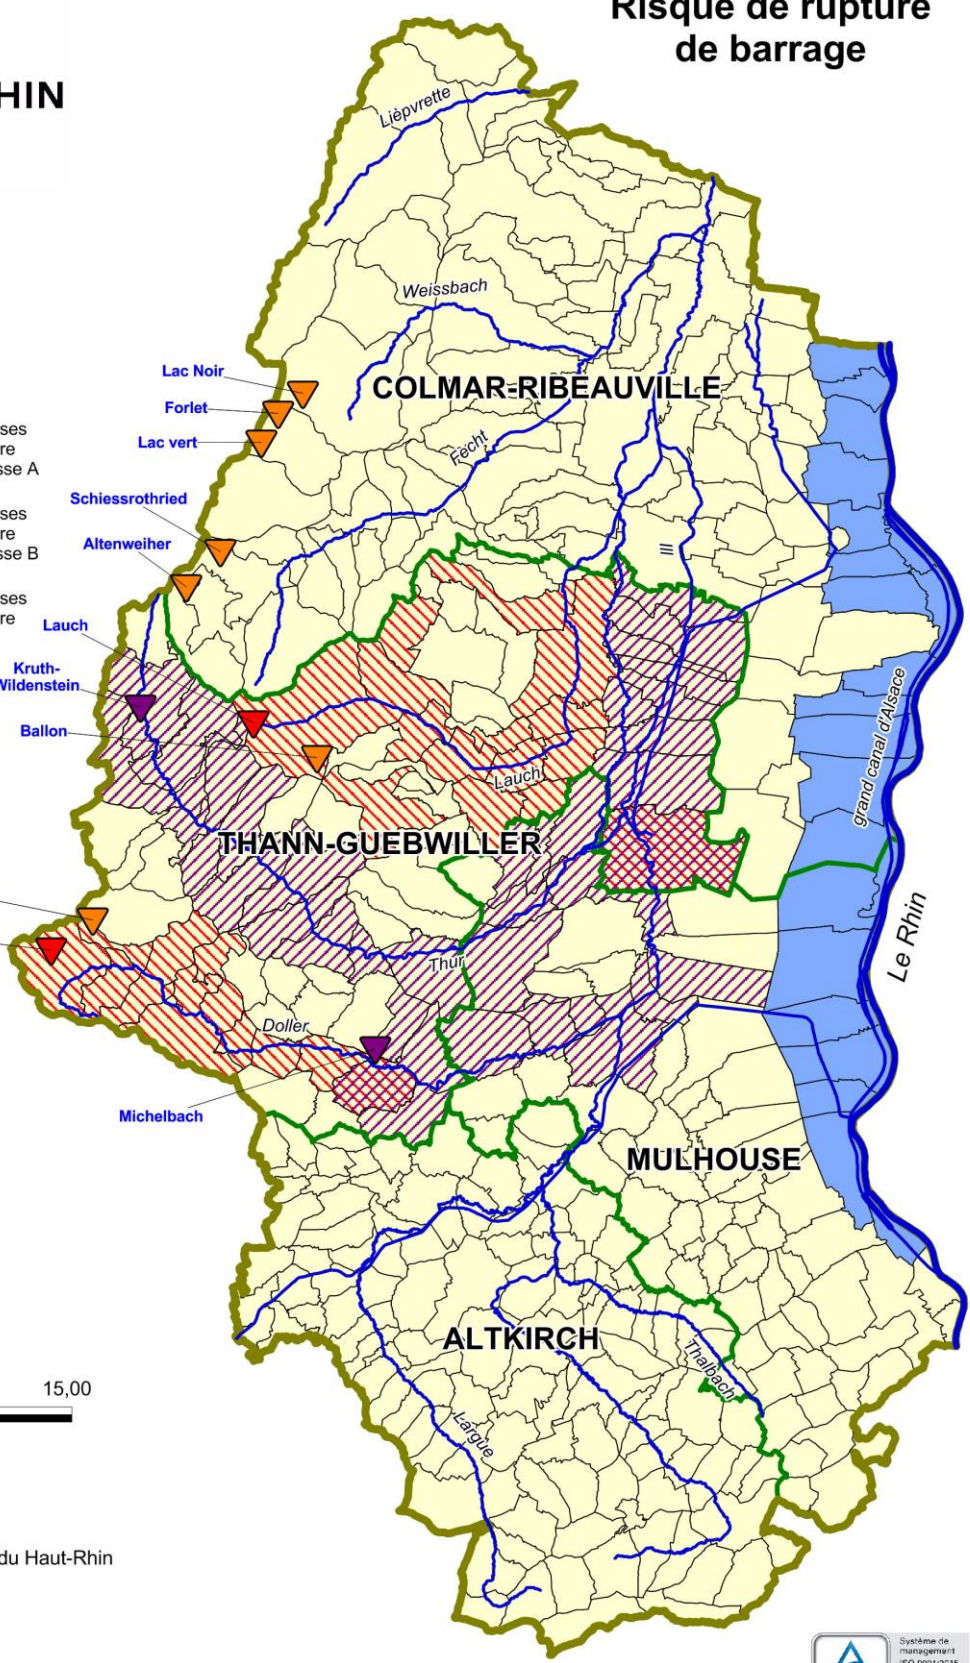 Risque de rupture
de barrage
HIN
Lièpvrette
Weissbach
Lac Noir
COLMAR-RIBEAUVILLE
Forlet
Lac vert
Fecht
ses
re
sse A
Schiessrothried
ses
re
sse B
Altenweiher
ses
re
Lauch
Kruth-
Wildenstein
Ballon
Lauch
grand canal d'Alsace
THANN-GUEBWILLER
Le Rhin
Thur
Doller
Michelbach
MULHOUSE
ALTKIRCH
Thalbach
15,00
Largue
du Haut-Rhin
Système de
management